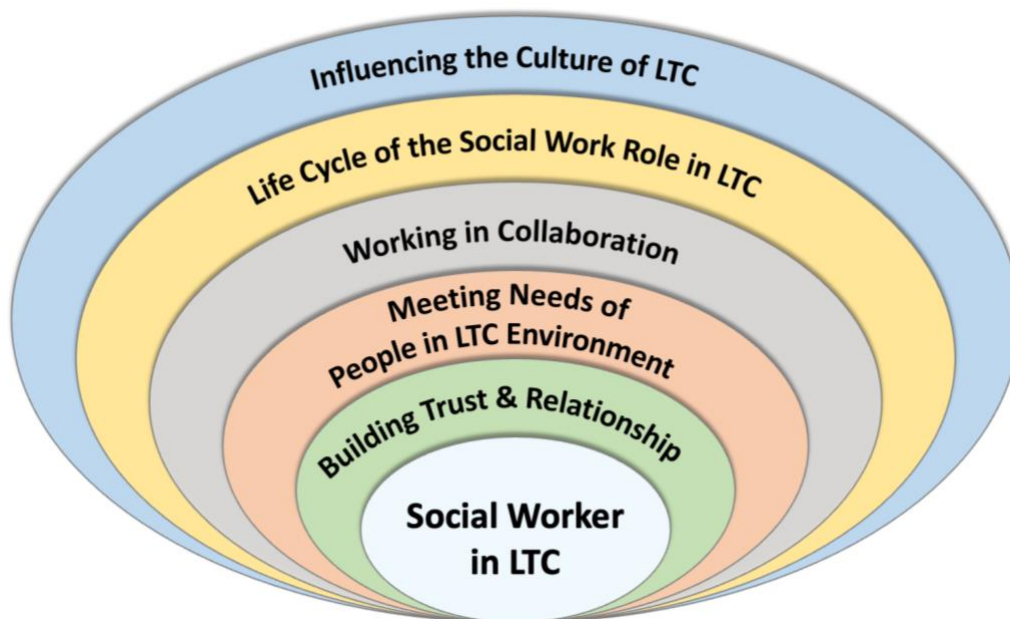 Influencing the Culture of LTC
Life Cycle of the Social Work Role in LTC
Working in Collaboration
Meeting Needs of
People in LTC Environment
Building Trust & Relationship
Social Worker
in LTC